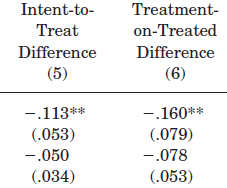 Intent-to- Treatment-
Treat on-Treated
Difference Difference
(5) (6)
−.113** −.160**
(.053) (.079)
−.050 −.078
(.034) (.053)